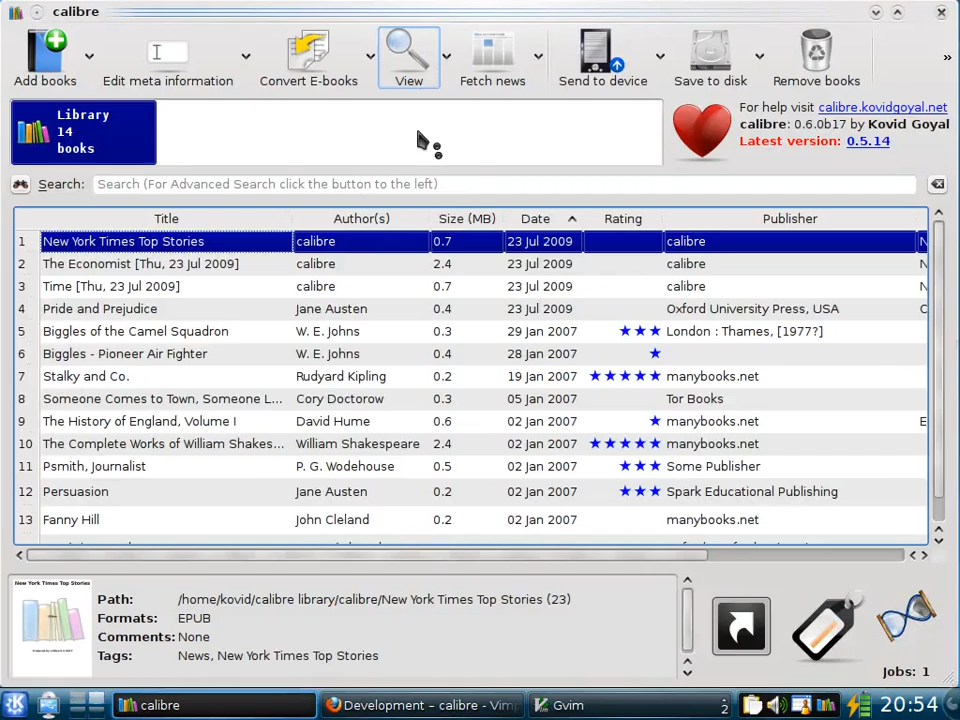 calibre
Add books
Edit meta information
Convert E-books
View
Fetch news
Send to device
Save to disk
Remove books
»
Library
14
books
For help visit calibre.kovidgoyal.net
calibre: 0.6.0b17 by Kovid Goyal
Latest version: 0.5.14
Search: Search (For Advanced Search click the button to the left)
Title Author(s) Size (MB) Date Rating Publisher
1 New York Times Top Stories calibre 0.7 23 Jul 2009 calibre N
2 The Economist [Thu, 23 Jul 2009] calibre 2.4 23 Jul 2009 calibre N
3 Time [Thu, 23 Jul 2009] calibre 0.7 23 Jul 2009 calibre N
4 Pride and Prejudice Jane Austen 0.4 23 Jul 2009 Oxford University Press, USA C
5 Biggles of the Camel Squadron W. E. Johns 0.3 29 Jan 2007 ★★★ London : Thames, [1977?]
6 Biggles - Pioneer Air Fighter W. E. Johns 0.4 28 Jan 2007 ★
7 Stalky and Co. Rudyard Kipling 0.2 19 Jan 2007 ★★★★★ manybooks.net
8 Someone Comes to Town, Someone L... Cory Doctorow 0.3 05 Jan 2007 Tor Books
9 The History of England, Volume I David Hume 0.6 02 Jan 2007 ★ manybooks.net E
10 The Complete Works of William Shakes... William Shakespeare 2.4 02 Jan 2007 ★★★★★ manybooks.net
11 Psmith, Journalist P. G. Wodehouse 0.5 02 Jan 2007 ★★★ Some Publisher
12 Persuasion Jane Austen 0.2 02 Jan 2007 ★★★ Spark Educational Publishing
13 Fanny Hill John Cleland 0.2 02 Jan 2007 manybooks.net
New York Times Top Stories
Path: /home/kovid/calibre library/calibre/New York Times Top Stories (23)
Formats: EPUB
Comments: None
Tags: News, New York Times Top Stories
Jobs: 1
calibre
Development – calibre – Vimp
Gvim
2
20:54